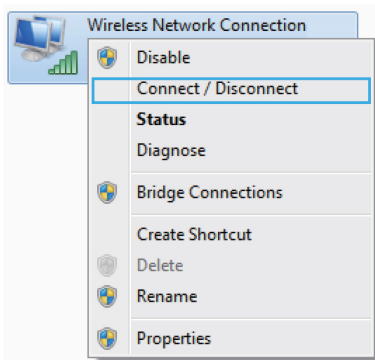 Wireless Network Connection
Disable
Connect / Disconnect
Status
Diagnose
Bridge Connections
Create Shortcut
Delete
Rename
Properties